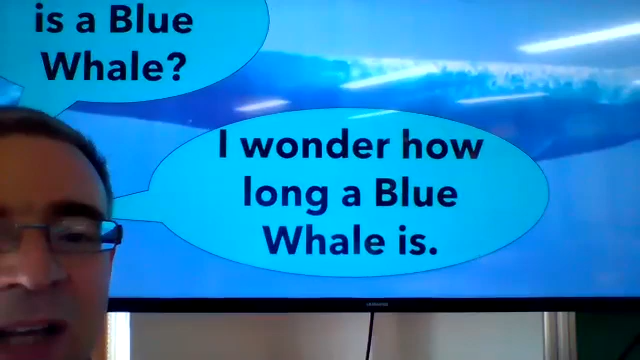 is a Blue
Whale?
I wonder how
long a Blue
Whale is.